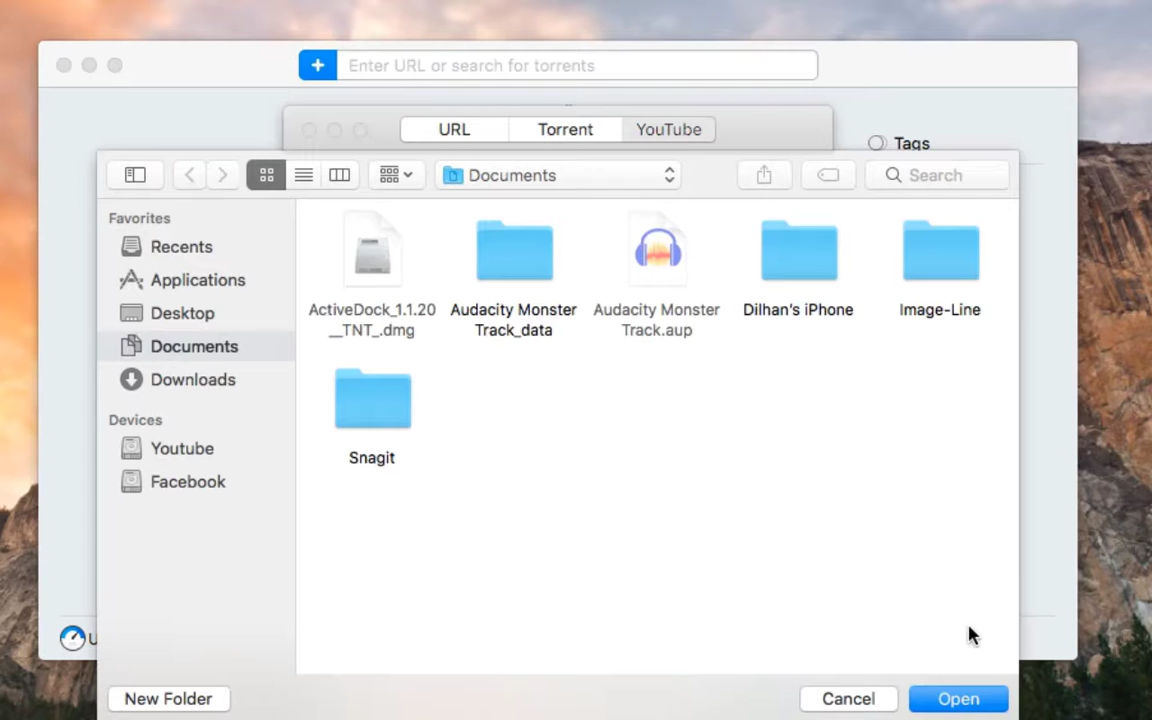 Enter URL or search for torrents
URL Torrent YouTube
Tags
Documents
Search
Favorites
Recents
Applications
Desktop
Documents
Downloads
Devices
Youtube
Facebook
ActiveDock_1.1.20
__TNT_.dmg
Audacity Monster
Track_data
Audacity Monster
Track.aup
Dilhan's iPhone
Image-Line
Snagit
New Folder
Cancel
Open